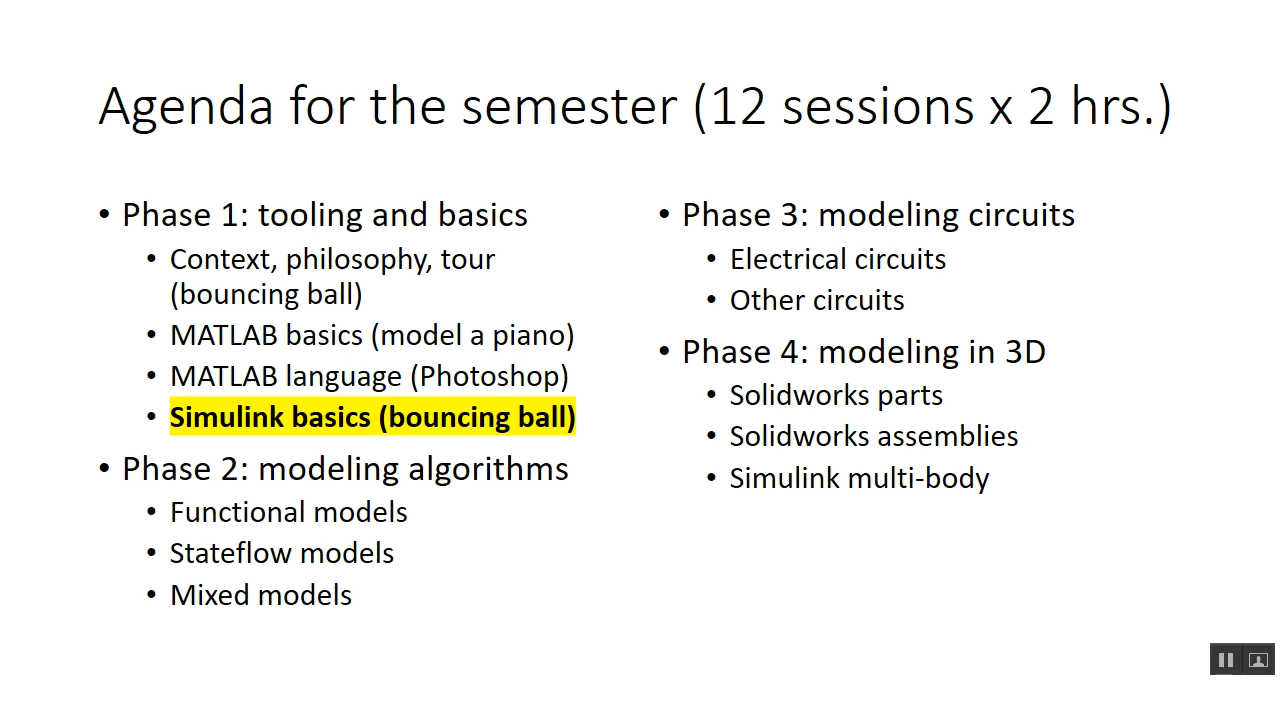 Agenda for the semester (12 sessions x 2 hrs.)
• Phase 1: tooling and basics
• Context, philosophy, tour
(bouncing ball)
• MATLAB basics (model a piano)
• MATLAB language (Photoshop)
• Simulink basics (bouncing ball)
• Phase 2: modeling algorithms
• Functional models
• Stateflow models
• Mixed models
• Phase 3: modeling circuits
• Electrical circuits
• Other circuits
• Phase 4: modeling in 3D
• Solidworks parts
• Solidworks assemblies
• Simulink multi-body